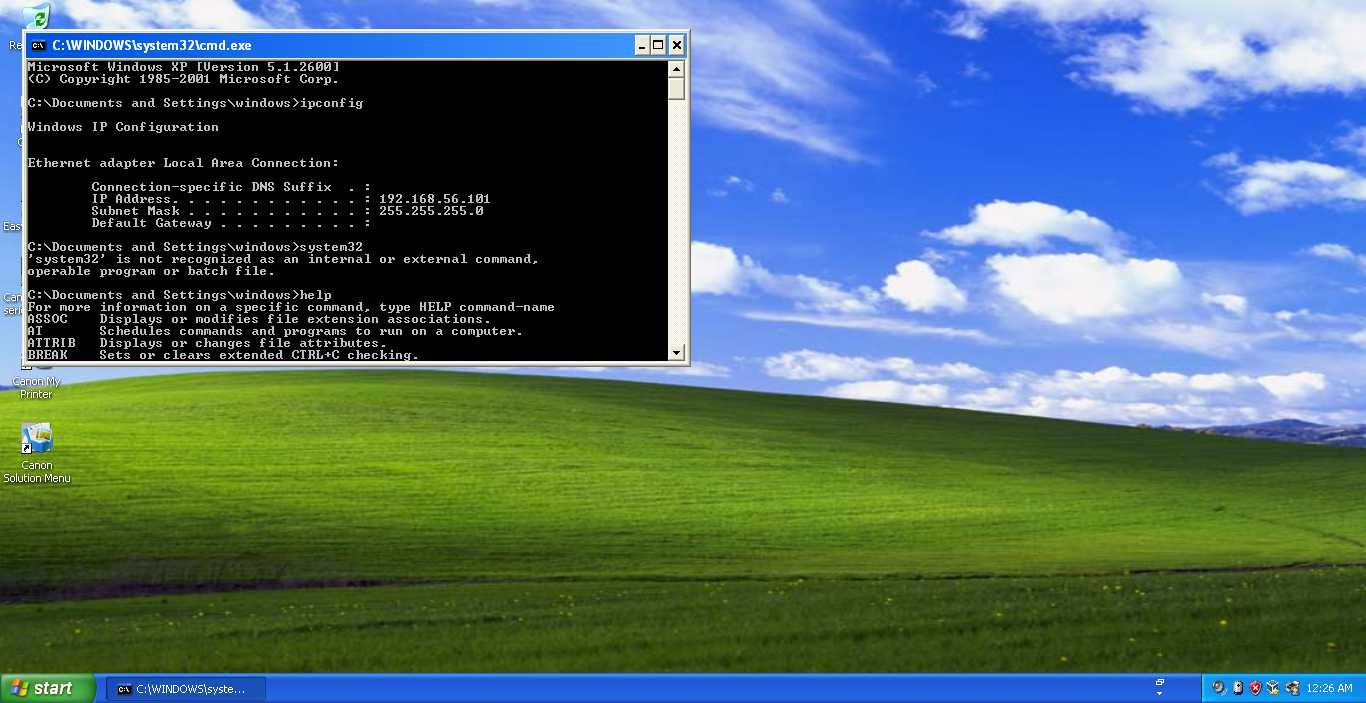 C:\WINDOWS\system32\cmd.exe
Microsoft Windows XP [Version 5.1.2600]
(C) Copyright 1985-2001 Microsoft Corp.
C:\Documents and Settings\windows>ipconfig
Windows IP Configuration
Ethernet adapter Local Area Connection:
Connection-specific DNS Suffix  . :
IP Address. . . . . . . . . . . . : 192.168.56.101
Subnet Mask . . . . . . . . . . . : 255.255.255.0
Default Gateway . . . . . . . . . :
C:\Documents and Settings\windows>system32
'system32' is not recognized as an internal or external command,
operable program or batch file.
C:\Documents and Settings\windows>help
For more information on a specific command, type HELP command-name
ASSOC    Displays or modifies file extension associations.
AT       Schedules commands and programs to run on a computer.
ATTRIB   Displays or changes file attributes.
BREAK    Sets or clears extended CTRL+C checking.
Canon My
Printer
Canon
Solution Menu
start
C:\WINDOWS\syste...
12:26 AM